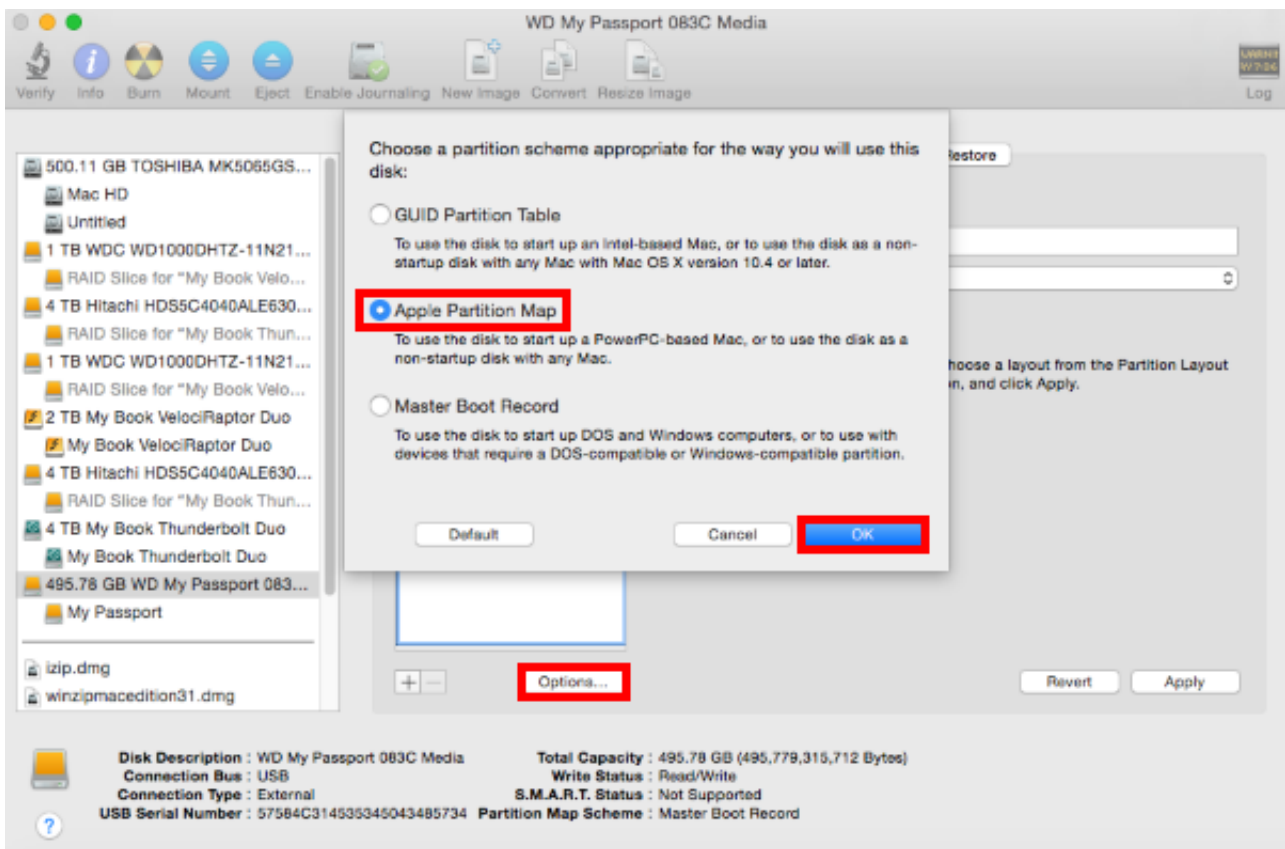 WD My Passport 083C Media
Verify Info Burn Mount Eject Enable Journaling New Image Convert Resize Image Log
Choose a partition scheme appropriate for the way you will use this
disk:
GUID Partition Table
To use the disk to start up an Intel-based Mac, or to use the disk as a non-
startup disk with any Mac with Mac OS X version 10.4 or later.
Apple Partition Map
To use the disk to start up a PowerPC-based Mac, or to use the disk as a
non-startup disk with any Mac.
Master Boot Record
To use the disk to start up DOS and Windows computers, or to use with
devices that require a DOS-compatible or Windows-compatible partition.
Default Cancel OK
500.11 GB TOSHIBA MK5065GS...
Mac HD
Untitled
1 TB WDC WD1000DHTZ-11N21...
RAID Slice for "My Book Velo...
4 TB Hitachi HDS5C4040ALE630...
RAID Slice for "My Book Thun...
1 TB WDC WD1000DHTZ-11N21...
RAID Slice for "My Book Velo...
2 TB My Book VelociRaptor Duo
My Book VelociRaptor Duo
4 TB Hitachi HDS5C4040ALE630...
RAID Slice for "My Book Thun...
4 TB My Book Thunderbolt Duo
My Book Thunderbolt Duo
495.78 GB WD My Passport 083...
My Passport
izip.dmg
winzipmacedition31.dmg
estore
hoose a layout from the Partition Layout
n, and click Apply.
+ − Options... Revert Apply
Disk Description : WD My Passport 083C Media
Connection Bus : USB
Connection Type : External
USB Serial Number : 57584C314535345043485734
Total Capacity : 495.78 GB (495,779,315,712 Bytes)
Write Status : Read/Write
S.M.A.R.T. Status : Not Supported
Partition Map Scheme : Master Boot Record
?